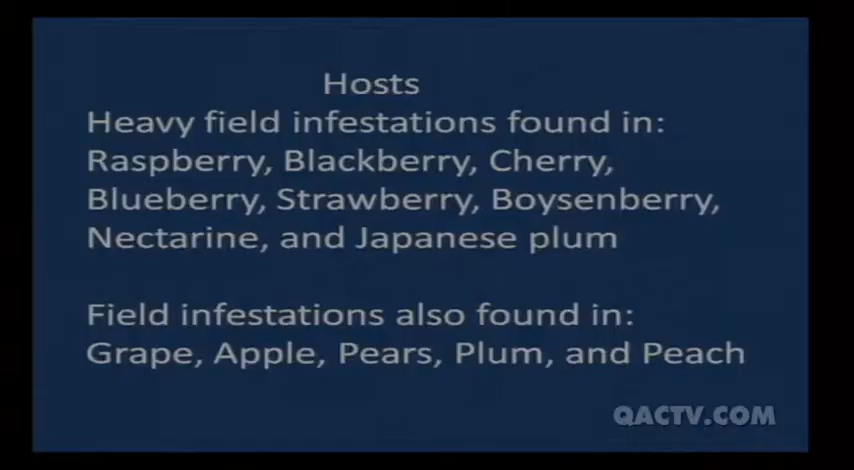 Hosts
Heavy field infestations found in:
Raspberry, Blackberry, Cherry,
Blueberry, Strawberry, Boysenberry,
Nectarine, and Japanese plum
Field infestations also found in:
Grape, Apple, Pears, Plum, and Peach
QACTV.COM